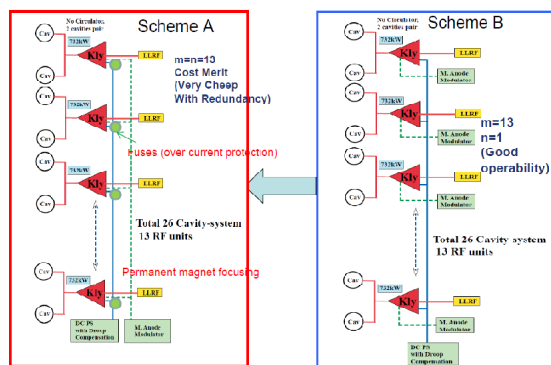 Scheme A
No Circulator,
2 cavities pair
Cav
732kW
Kly
LLRF
Cav
m=n=13
Cost Merit
(Very Cheep
With Redundancy)
Cav
732kW
Kly
LLRF
Cav
Fuses (over current protection)
Cav
Kly
LLRF
Cav
Total 26 Cavity-system
13 RF units
Permanent magnet focusing
Cav
732kW
Kly
LLRF
Cav
DC PS
with Droop
Compensation
M. Anode
Modulator
Scheme B
No Circulator,
2 cavities pair
Cav
732kW
Kly
LLRF
Cav
M. Anode
Modulator
Cav
732kW
Kly
LLRF
Cav
M. Anode
Modulator
m=13
n=1
(Good
operability)
Cav
732kW
Kly
LLRF
Cav
M. Anode
Modulator
Total 26 Cavity system
13 RF units
Cav
732kW
Kly
LLRF
Cav
M. Anode
Modulator
DC PS
with Droop
Compensation